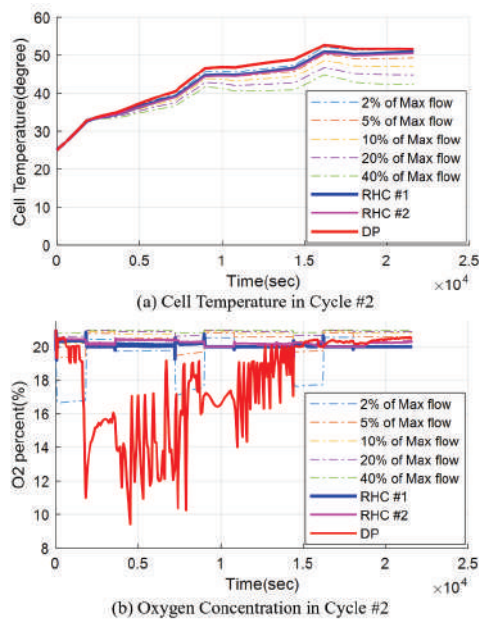 60
50
40
30
20
10
0
Cell Temperature(degree)
2% of Max flow
5% of Max flow
10% of Max flow
20% of Max flow
40% of Max flow
RHC #1
RHC #2
DP
0 0.5 1 1.5 2 2.5
Time(sec)
×10⁴
(a) Cell Temperature in Cycle #2
20
18
16
14
12
10
8
O2 percent(%)
2% of Max flow
5% of Max flow
10% of Max flow
20% of Max flow
40% of Max flow
RHC #1
RHC #2
DP
0 0.5 1 1.5 2 2.5
Time(sec)
×10⁴
(b) Oxygen Concentration in Cycle #2